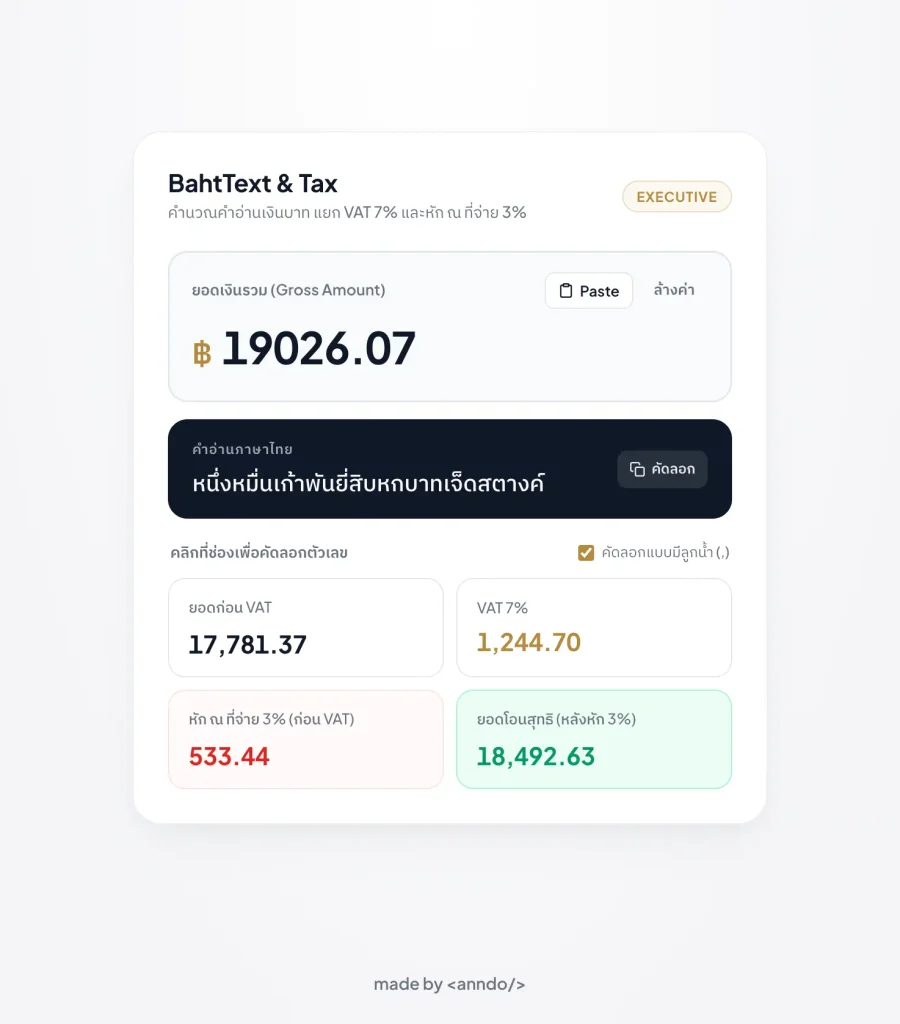 BahtText & Tax
คำนวณคำอ่านเงินบาท แยก VAT 7% และหัก ณ ที่จ่าย 3%
EXECUTIVE
ยอดเงินรวม (Gross Amount)
Paste
ล้างค่า
฿ 19026.07
คำอ่านภาษาไทย
หนึ่งหมื่นเก้าพันยี่สิบหกบาทเจ็ดสตางค์
คัดลอก
คลิกที่ช่องเพื่อคัดลอกตัวเลข
คัดลอกแบบมีลูกน้ำ (,)
ยอดก่อน VAT
17,781.37
VAT 7%
1,244.70
หัก ณ ที่จ่าย 3% (ก่อน VAT)
533.44
ยอดโอนสุทธิ (หลังหัก 3%)
18,492.63
made by <anndo/>